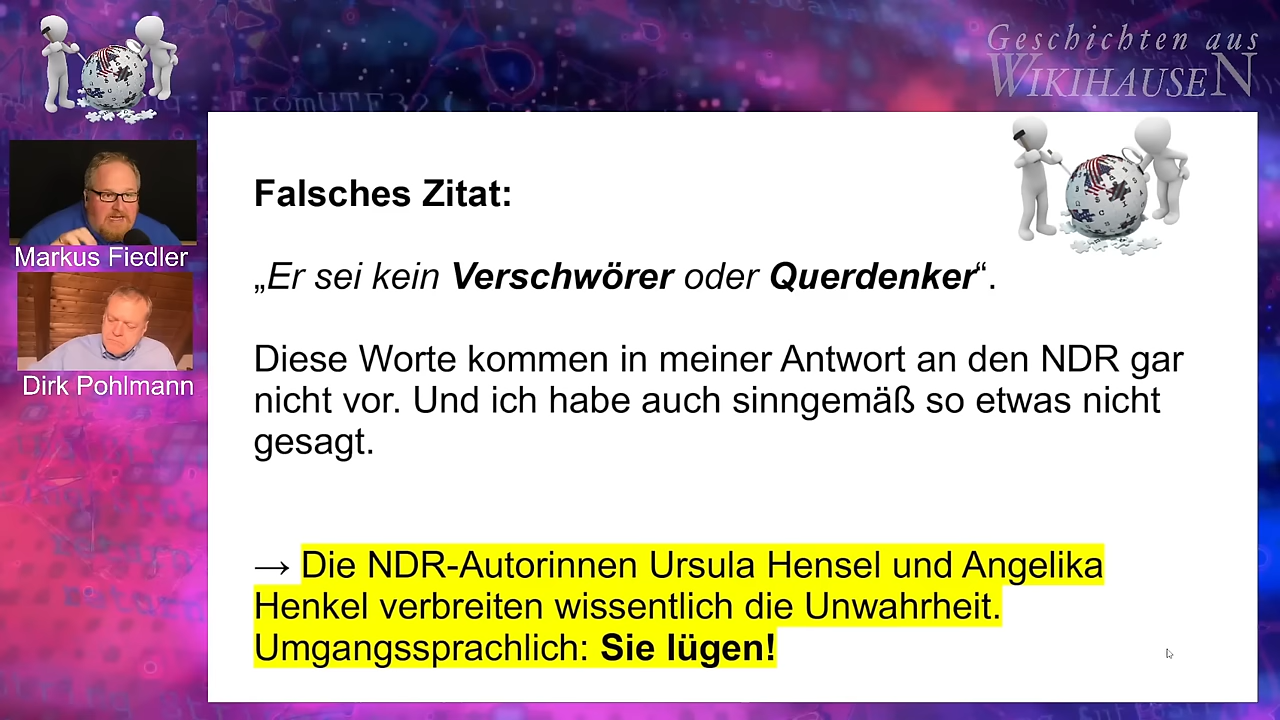 Geschichten aus
WIKIHAUSEN
Falsches Zitat:
„Er sei kein Verschwörer oder Querdenker“.
Markus Fiedler
Dirk Pohlmann
Diese Worte kommen in meiner Antwort an den NDR gar
nicht vor. Und ich habe auch sinngemäß so etwas nicht
gesagt.
→ Die NDR-Autorinnen Ursula Hensel und Angelika
Henkel verbreiten wissentlich die Unwahrheit.
Umgangssprachlich: Sie lügen!